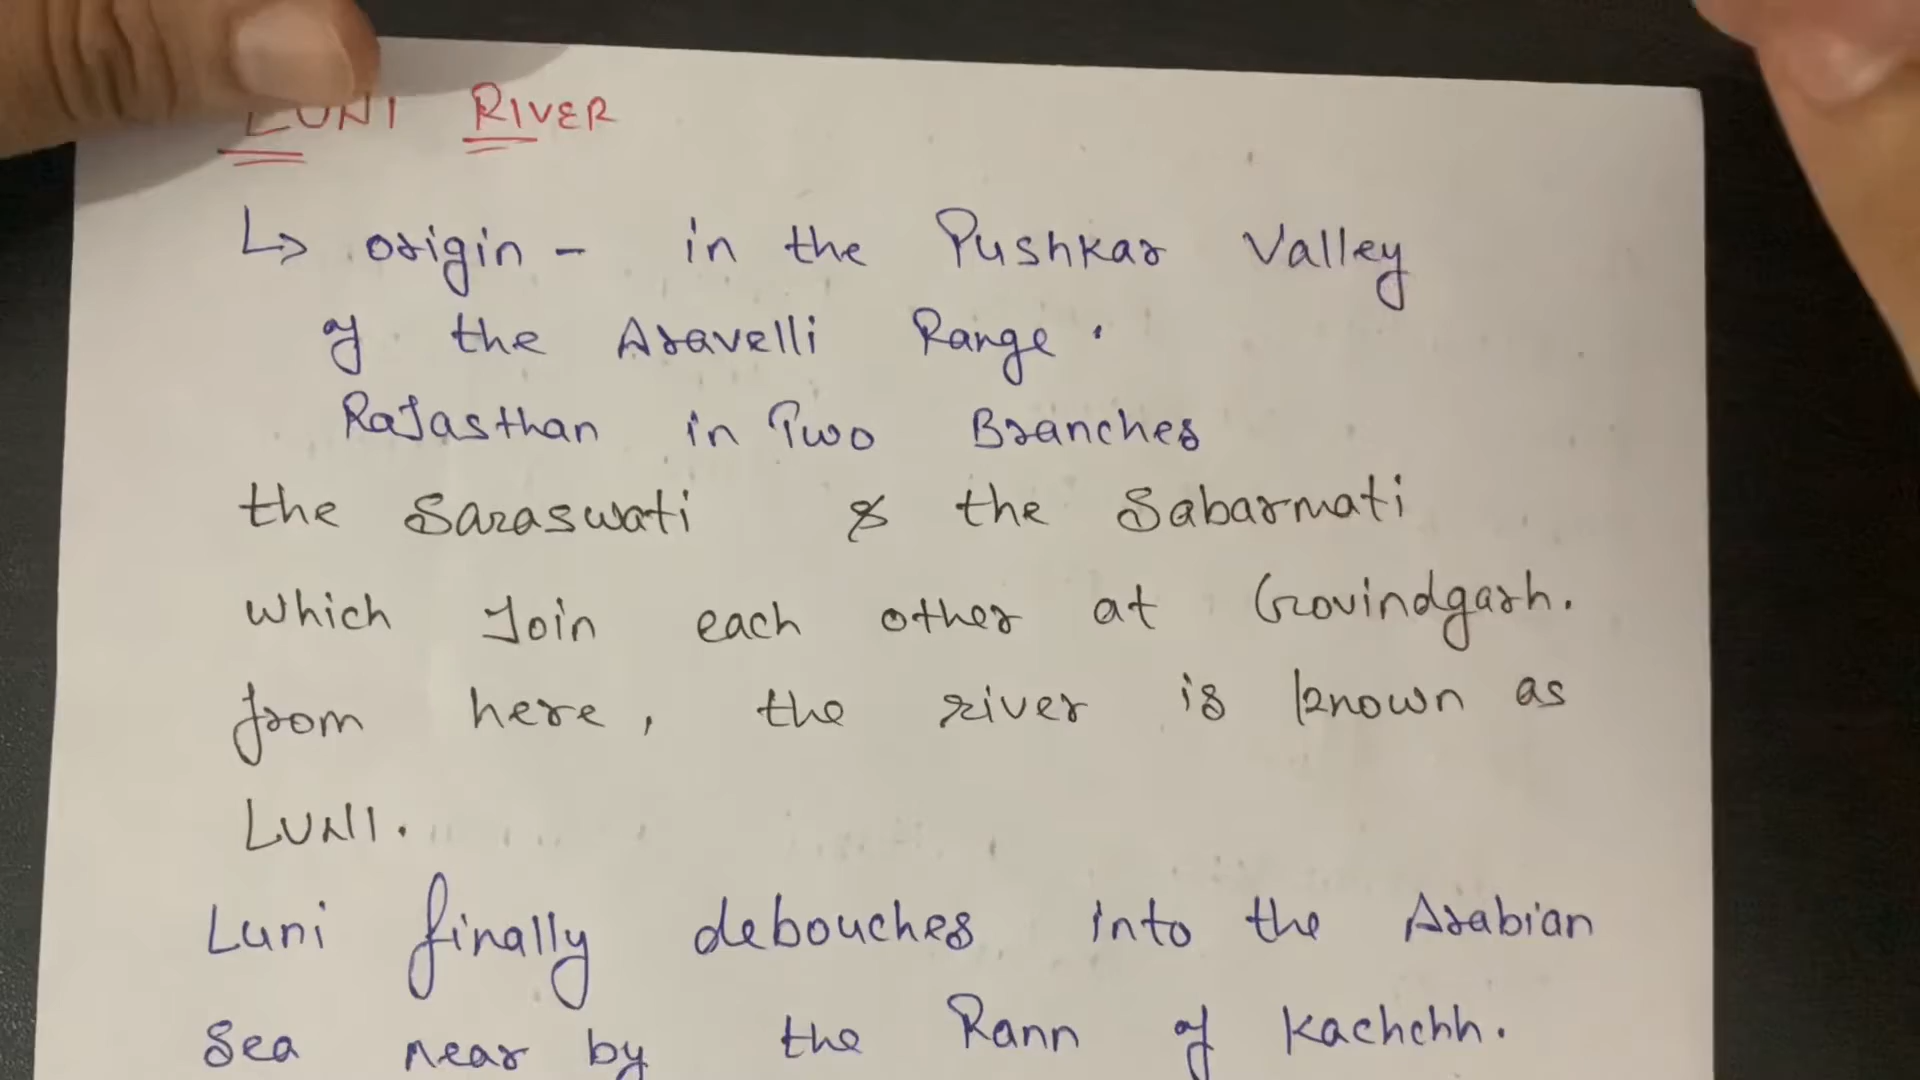 LUNI RIVER
↳ origin - in the Pushkar Valley
of the Aravelli Range.
Rajasthan in Two Branches
the Saraswati & the Sabarmati
which Join each other at Govindgarh.
from here, the river is known as
LUNI.
Luni finally debouches into the Arabian
Sea near by the Rann of Kachchh.